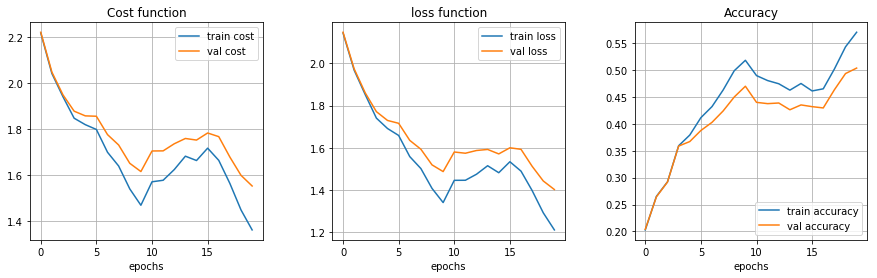 Cost function
2.2
2.0
1.8
1.6
1.4
0 5 10 15
epochs
train cost
val cost
loss function
2.0
1.8
1.6
1.4
1.2
0 5 10 15
epochs
train loss
val loss
Accuracy
0.55
0.50
0.45
0.40
0.35
0.30
0.25
0.20
0 5 10 15
epochs
train accuracy
val accuracy